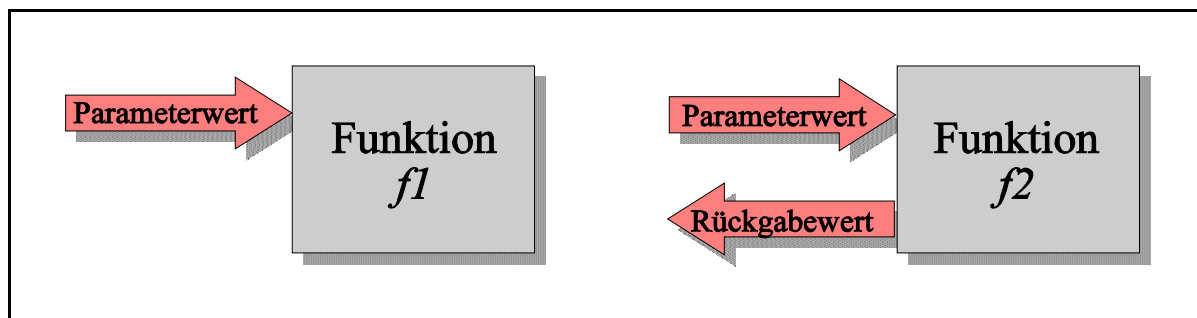 Parameterwert
Funktion
f1
Parameterwert
Rückgabewert
Funktion
f2